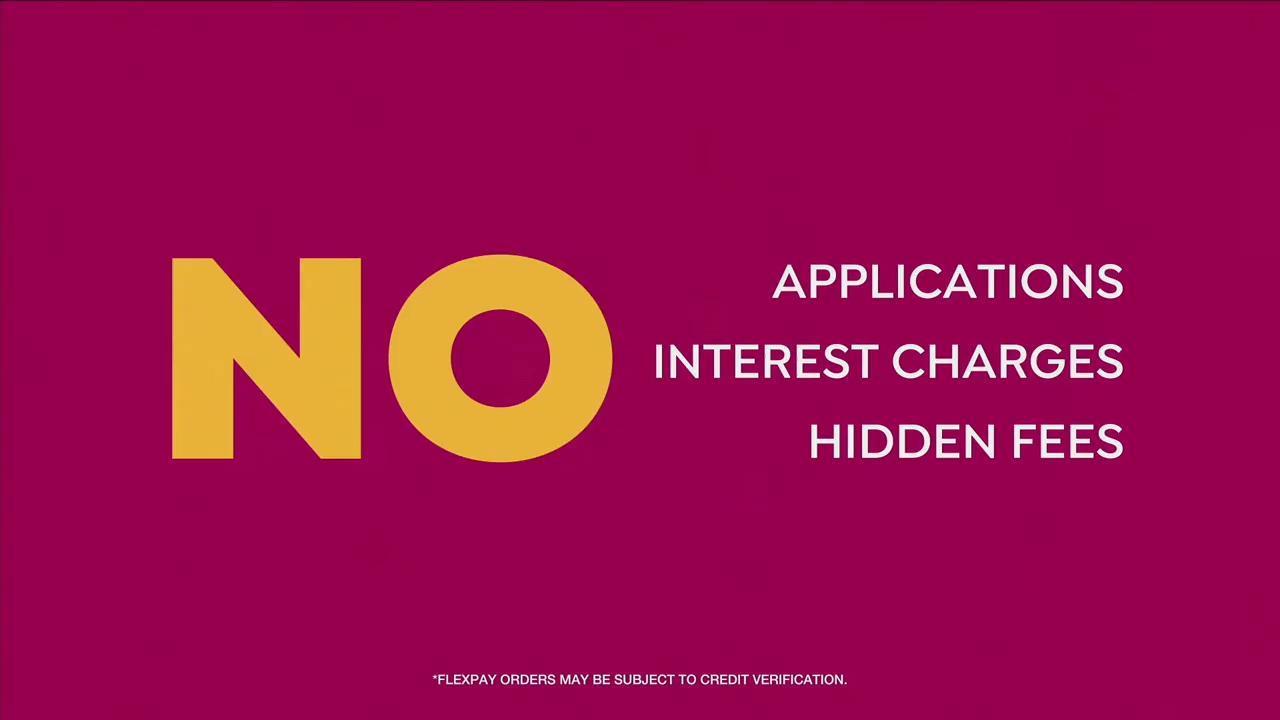 NO
APPLICATIONS
INTEREST CHARGES
HIDDEN FEES
*FLEXPAY ORDERS MAY BE SUBJECT TO CREDIT VERIFICATION.